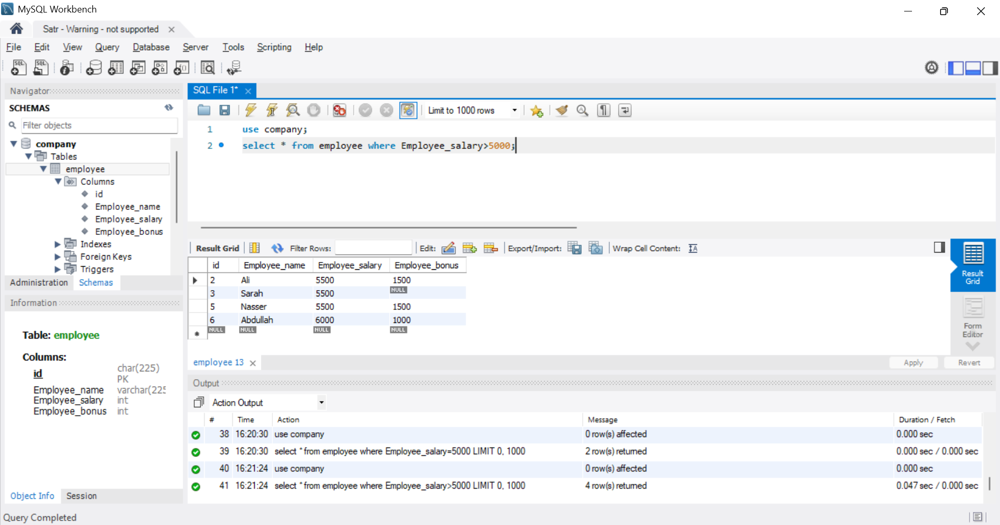 MySQL Workbench
Satr - Warning - not supported
File Edit View Query Database Server Tools Scripting Help
Navigator
SCHEMAS
Filter objects
company
Tables
employee
Columns
id
Employee_name
Employee_salary
Employee_bonus
Indexes
Foreign Keys
Triggers
Administration Schemas
Information
Table: employee
Columns:
id char(225) PK
Employee_name varchar(225
Employee_salary int
Employee_bonus int
Object Info Session
SQL File 1*
Limit to 1000 rows
1 use company;
2 select * from employee where Employee_salary>5000;
Result Grid Filter Rows: Edit: Export/Import: Wrap Cell Content:
id Employee_name Employee_salary Employee_bonus
2 Ali 5500 1500
3 Sarah 5500 NULL
5 Nasser 5500 1500
6 Abdullah 6000 1000
NULL NULL NULL NULL
Result Grid
Form Editor
employee 13
Apply Revert
Output
Action Output
# Time Action Message Duration / Fetch
38 16:20:30 use company 0 row(s) affected 0.000 sec
39 16:20:30 select * from employee where Employee_salary=5000 LIMIT 0, 1000 2 row(s) returned 0.000 sec / 0.000 sec
40 16:21:24 use company 0 row(s) affected 0.000 sec
41 16:21:24 select * from employee where Employee_salary>5000 LIMIT 0, 1000 4 row(s) returned 0.047 sec / 0.000 sec
Query Completed